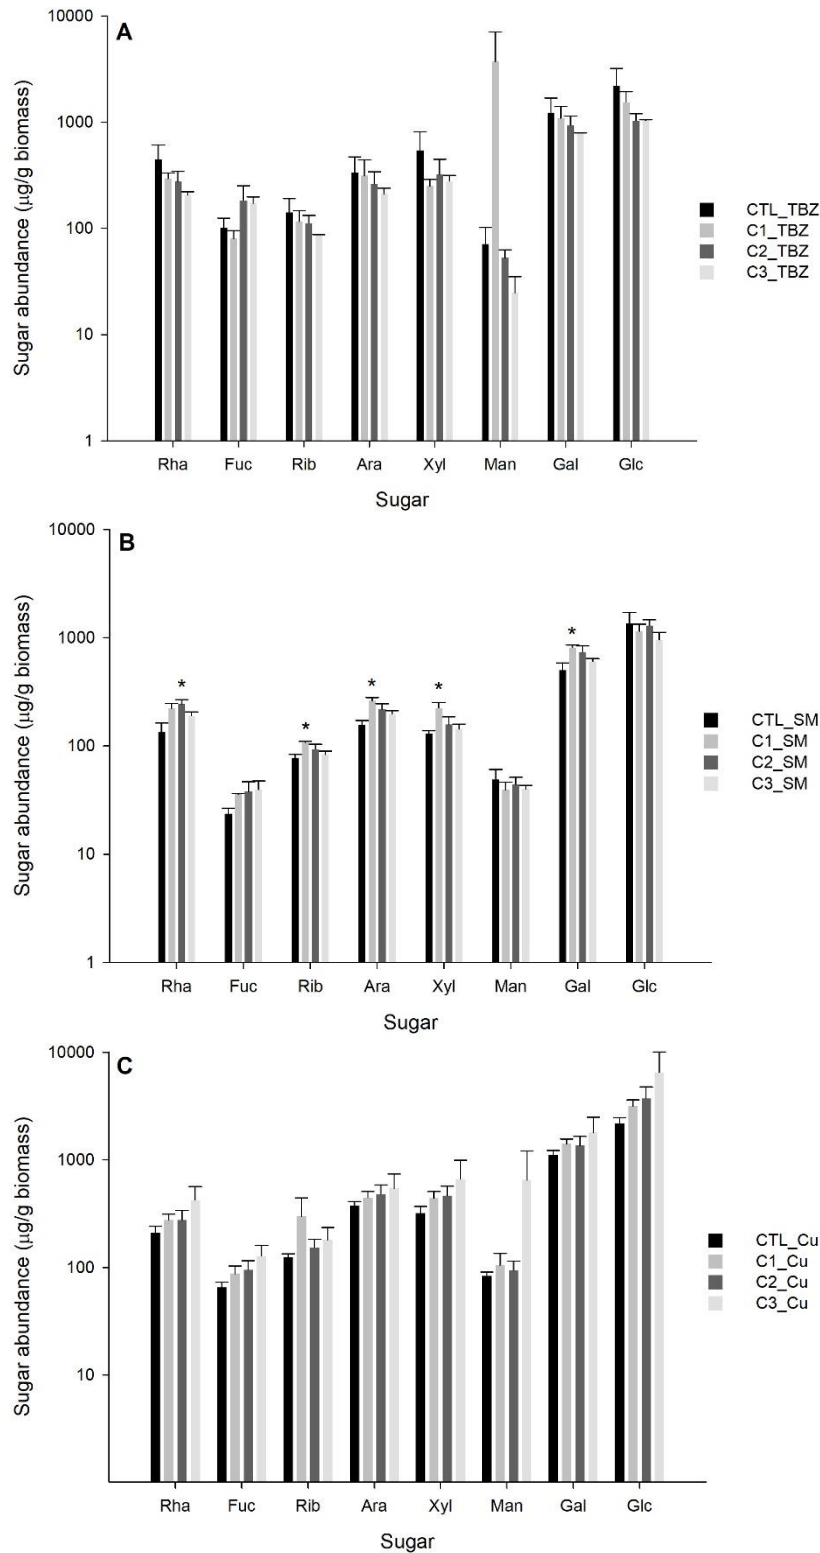 A
10000
1000
100
10
1
Sugar abundance (µg/g biomass)
Rha Fuc Rib Ara Xyl Man Gal Glc
Sugar
CTL_TBZ
C1_TBZ
C2_TBZ
C3_TBZ
B
10000
1000
100
10
1
Sugar abundance (µg/g biomass)
* * * * *
Rha Fuc Rib Ara Xyl Man Gal Glc
Sugar
CTL_SM
C1_SM
C2_SM
C3_SM
C
10000
1000
100
10
Sugar abundance (µg/g biomass)
Rha Fuc Rib Ara Xyl Man Gal Glc
Sugar
CTL_Cu
C1_Cu
C2_Cu
C3_Cu